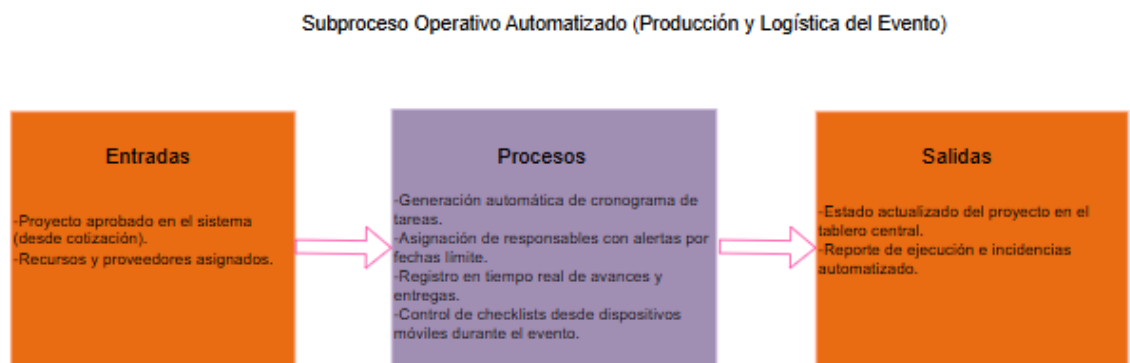 Subproceso Operativo Automatizado (Producción y Logística del Evento)
Entradas
-Proyecto aprobado en el sistema
(desde cotización).
-Recursos y proveedores asignados.
Procesos
-Generación automática de cronograma de
tareas.
-Asignación de responsables con alertas por
fechas límite.
-Registro en tiempo real de avances y
entregas.
-Control de checklists desde dispositivos
móviles durante el evento.
Salidas
-Estado actualizado del proyecto en el
tablero central.
-Reporte de ejecución e incidencias
automatizado.